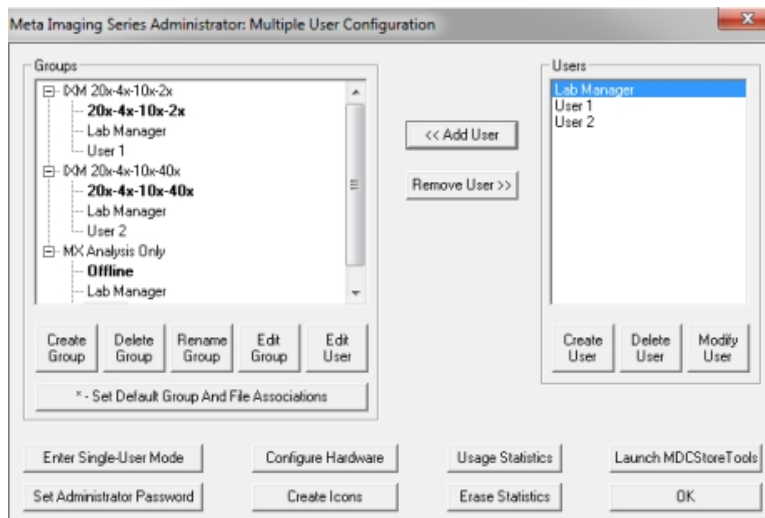 Meta Imaging Series Administrator: Multiple User Configuration
Groups
IXM 20x-4x-10x-2x
20x-4x-10x-2x
Lab Manager
User 1
IXM 20x-4x-10x-40x
20x-4x-10x-40x
Lab Manager
User 2
MX Analysis Only
Offline
Lab Manager
Create Group
Delete Group
Rename Group
Edit Group
Edit User
* - Set Default Group And File Associations
<< Add User
Remove User >>
Users
Lab Manager
User 1
User 2
Create User
Delete User
Modify User
Enter Single-User Mode
Configure Hardware
Usage Statistics
Launch MDCStoreTools
Set Administrator Password
Create Icons
Erase Statistics
OK